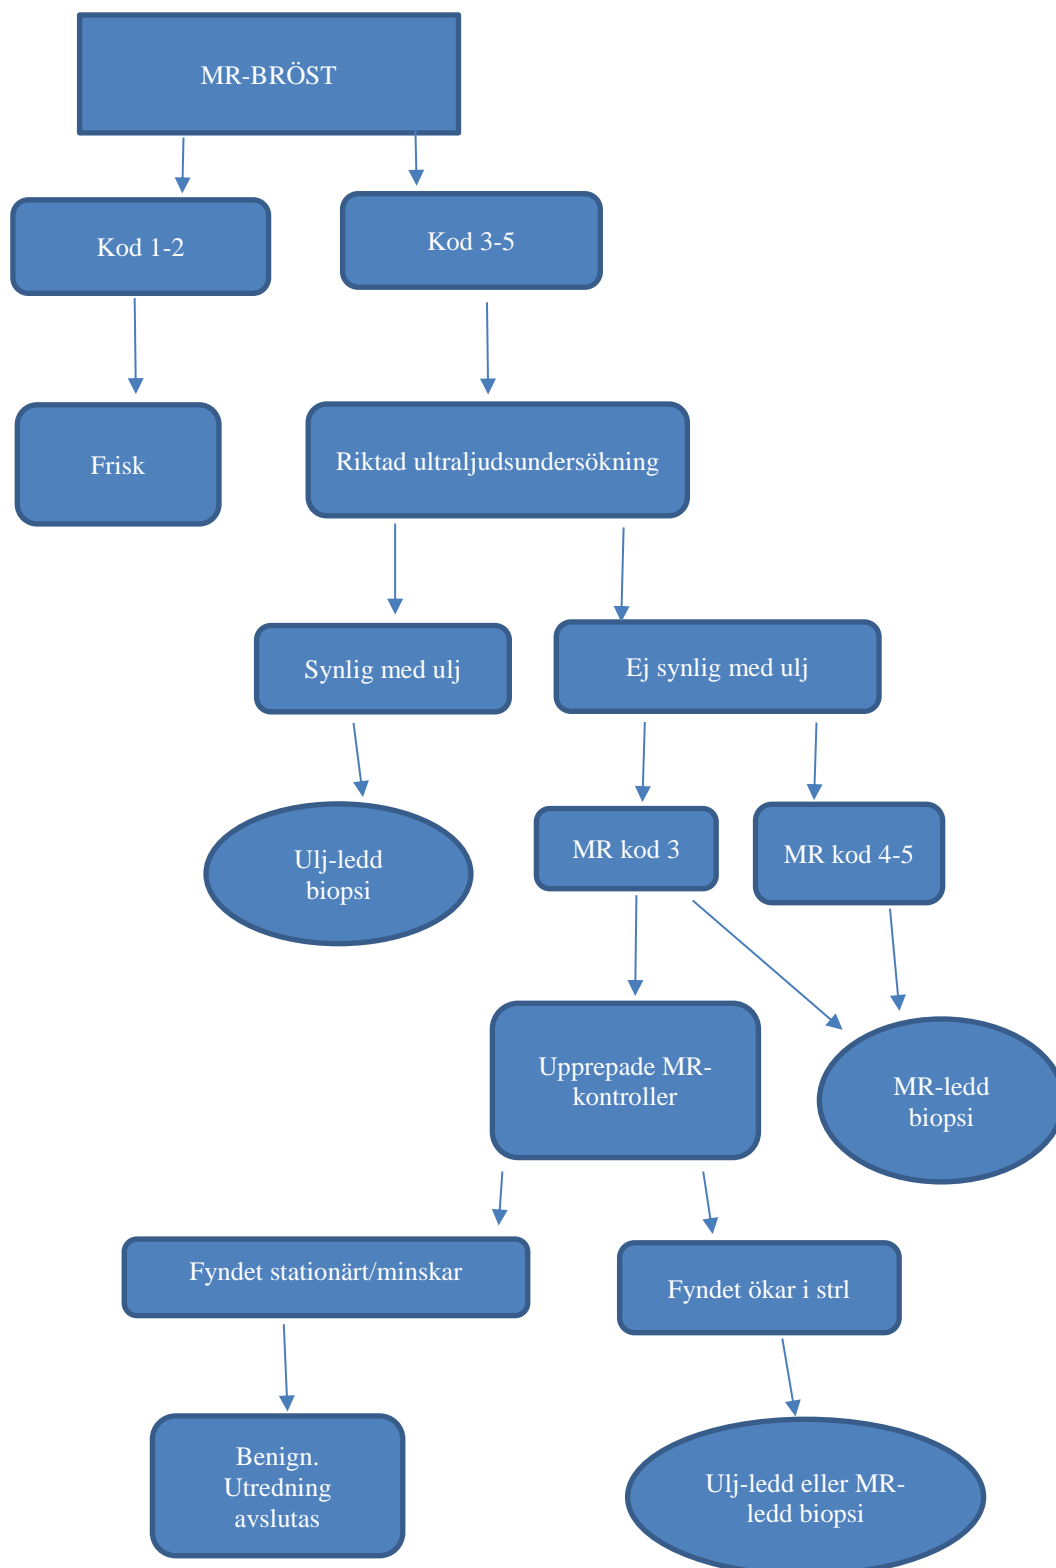 MR-BRÖST
Kod 1-2
Kod 3-5
Frisk
Riktad ultraljudsundersökning
Synlig med ulj
Ej synlig med ulj
Ulj-ledd
biopsi
MR kod 3
MR kod 4-5
Upprepade MR-
kontroller
MR-ledd
biopsi
Fyndet stationärt/minskar
Fyndet ökar i strl
Benign.
Utredning
avslutas
Ulj-ledd eller MR-
ledd biopsi